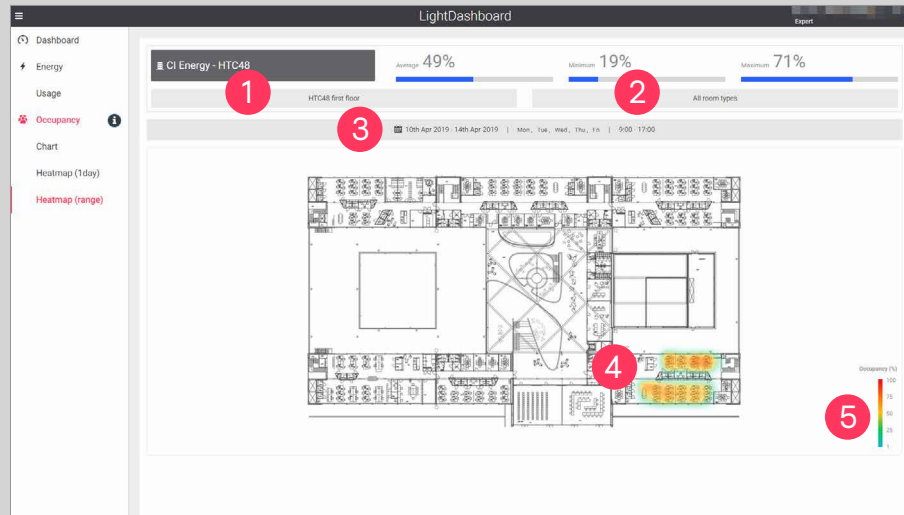 LightDashboard
Expert
Dashboard
Energy
Usage
Occupancy
Chart
Heatmap (1day)
Heatmap (range)
CI Energy - HTC48
Average 49%
Minimum 19%
Maximum 71%
1
2
HTC48 first floor
All room types
3
10th Apr 2019 - 14th Apr 2019 | Mon, Tue, Wed, Thu, Fri | 9:00 - 17:00
4
Occupancy (%)
100
75
50
25
1
5